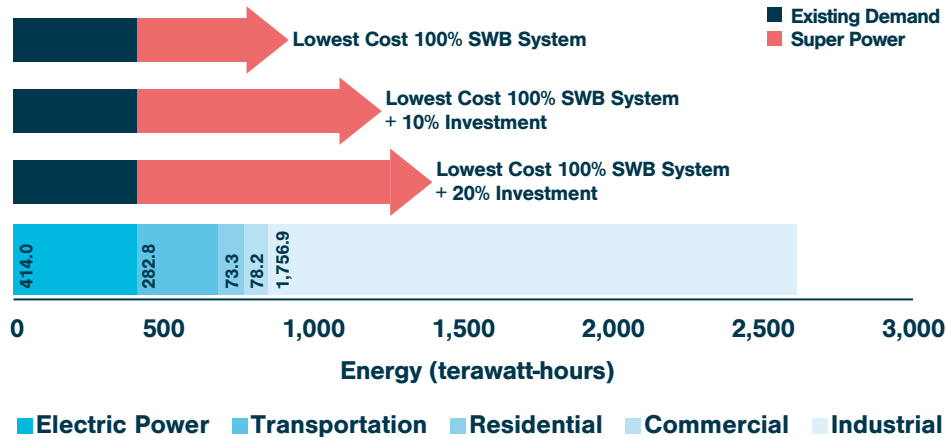 Existing Demand
Super Power
Lowest Cost 100% SWB System
Lowest Cost 100% SWB System
+ 10% Investment
Lowest Cost 100% SWB System
+ 20% Investment
414.0
282.8
73.3
78.2
1,756.9
0 500 1,000 1,500 2,000 2,500 3,000
Energy (terawatt-hours)
Electric Power Transportation Residential Commercial Industrial